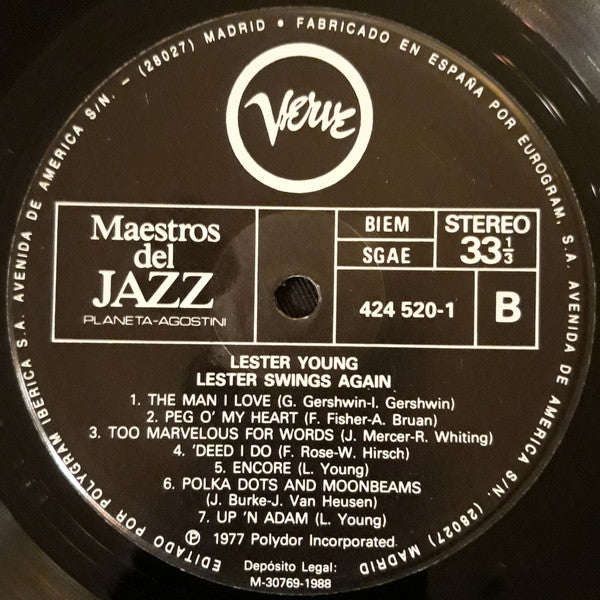 EDITADO POR POLYGRAM IBERICA S.A. AVENIDA DE AMERICA S/N. - (28027) MADRID • FABRICADO EN ESPAÑA POR EUROGRAM, S.A. AVENIDA DE AMERICA S/N. (28027) MADRID
Verve
Maestros
del
JAZZ
PLANETA-AGOSTINI
BIEM
SGAE
STEREO
33 1/3
424 520-1
B
LESTER YOUNG
LESTER SWINGS AGAIN
1. THE MAN I LOVE (G. Gershwin-I. Gershwin)
2. PEG O' MY HEART (F. Fisher-A. Bruan)
3. TOO MARVELOUS FOR WORDS (J. Mercer-R. Whiting)
4. 'DEED I DO (F. Rose-W. Hirsch)
5. ENCORE (L. Young)
6. POLKA DOTS AND MOONBEAMS
(J. Burke-J. Van Heusen)
7. UP 'N ADAM (L. Young)
℗ 1977 Polydor Incorporated.
Depósito Legal:
M-30769-1988